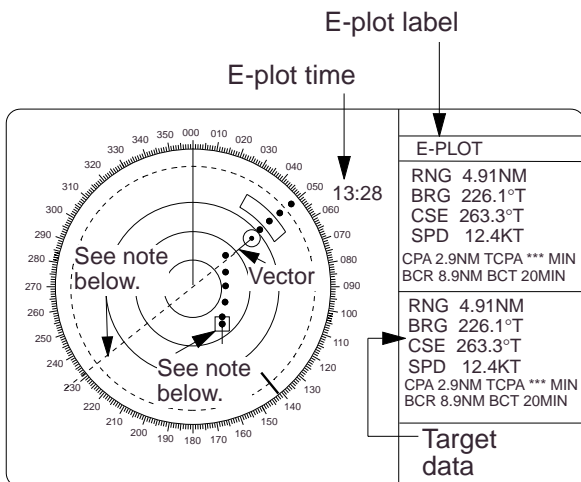 E-plot label
E-plot time
E-PLOT
13:28
RNG 4.91NM
BRG 226.1°T
CSE 263.3°T
SPD 12.4KT
CPA 2.9NM TCPA *** MIN
BCR 8.9NM BCT 20MIN
RNG 4.91NM
BRG 226.1°T
CSE 263.3°T
SPD 12.4KT
CPA 2.9NM TCPA *** MIN
BCR 8.9NM BCT 20MIN
000
010
020
030
040
050
060
070
080
090
100
110
120
130
140
150
160
170
180
190
200
210
220
230
240
250
260
270
280
290
300
310
320
330
340
350
See note
below.
Vector
See note
below.
Target
data